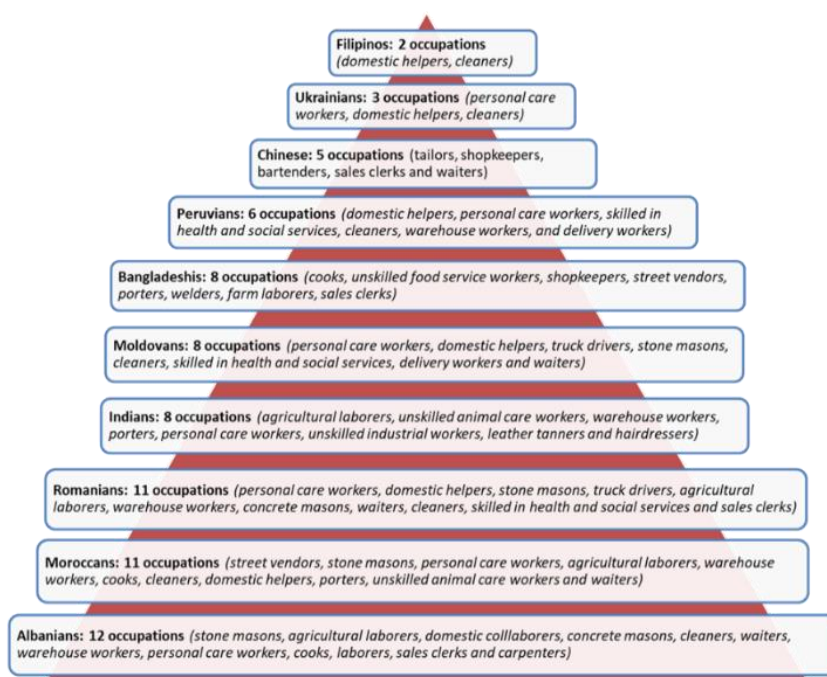 Filipinos: 2 occupations
(domestic helpers, cleaners)
Ukrainians: 3 occupations (personal care
workers, domestic helpers, cleaners)
Chinese: 5 occupations (tailors, shopkeepers,
bartenders, sales clerks and waiters)
Peruvians: 6 occupations (domestic helpers, personal care workers, skilled in
health and social services, cleaners, warehouse workers, and delivery workers)
Bangladeshis: 8 occupations (cooks, unskilled food service workers, shopkeepers, street vendors,
porters, welders, farm laborers, sales clerks)
Moldovans: 8 occupations (personal care workers, domestic helpers, truck drivers, stone masons,
cleaners, skilled in health and social services, delivery workers and waiters)
Indians: 8 occupations (agricultural laborers, unskilled animal care workers, warehouse workers,
porters, personal care workers, unskilled industrial workers, leather tanners and hairdressers)
Romanians: 11 occupations (personal care workers, domestic helpers, stone masons, truck drivers, agricultural
laborers, warehouse workers, concrete masons, waiters, cleaners, skilled in health and social services and sales clerks)
Moroccans: 11 occupations (street vendors, stone masons, personal care workers, agricultural laborers, warehouse
workers, cooks, cleaners, domestic helpers, porters, unskilled animal care workers and waiters)
Albanians: 12 occupations (stone masons, agricultural laborers, domestic colllaborers, concrete masons, cleaners, waiters,
warehouse workers, personal care workers, cooks, laborers, sales clerks and carpenters)